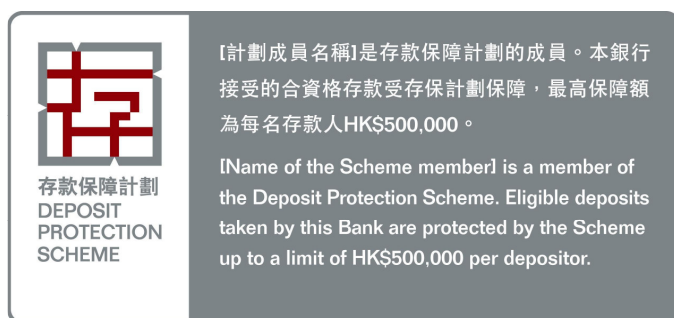 存款保障計劃
DEPOSIT
PROTECTION
SCHEME
[計劃成員名稱]是存款保障計劃的成員。本銀行
接受的合資格存款受存保計劃保障，最高保障額
為每名存款人HK$500,000。
[Name of the Scheme member] is a member of
the Deposit Protection Scheme. Eligible deposits
taken by this Bank are protected by the Scheme
up to a limit of HK$500,000 per depositor.